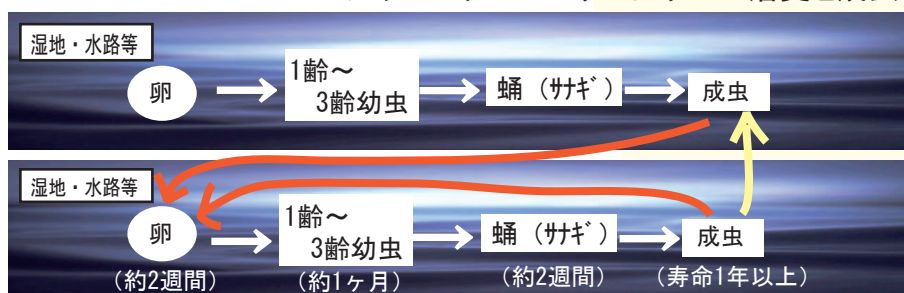 湿地・水路等
卵
1齢～
3齢幼虫
蛹（ｻﾅｷﾞ）
成虫
湿地・水路等
卵
1齢～
3齢幼虫
蛹（ｻﾅｷﾞ）
成虫
（約2週間）
（約1ヶ月）
（約2週間）
（寿命1年以上）